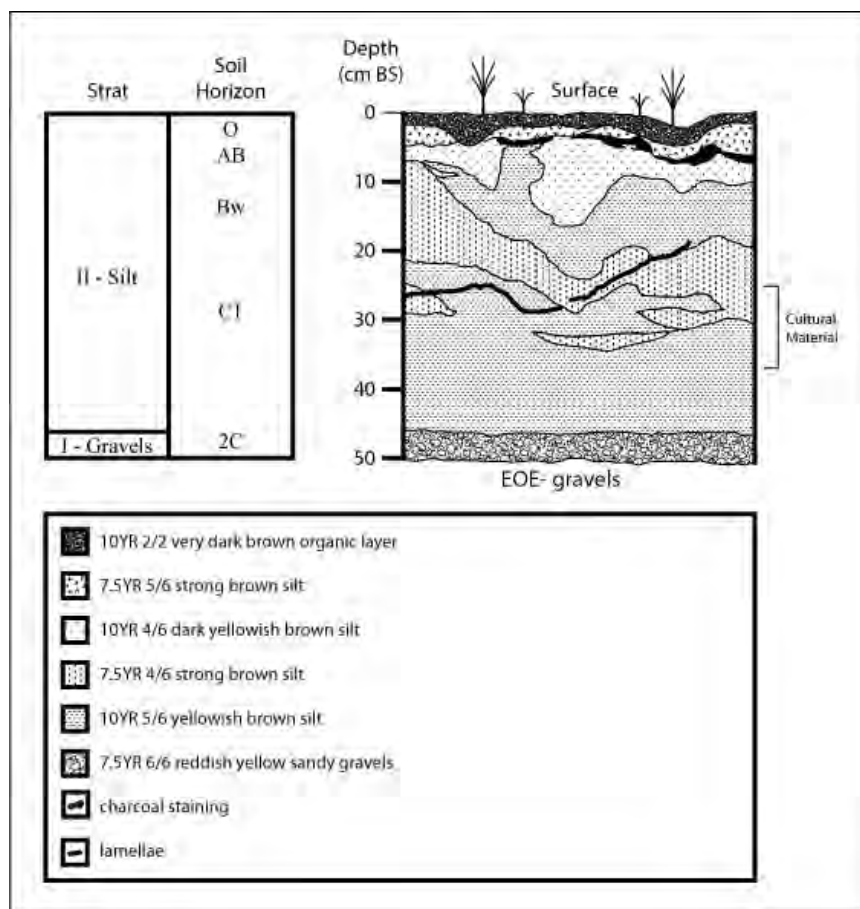 Strat
Soil
Horizon
Depth
(cm BS)
Surface
O
AB
Bw
C1
2C
II - Silt
I - Gravels
0
10
20
30
40
50
Cultural
Material
EOE- gravels
10YR 2/2 very dark brown organic layer
7.5YR 5/6 strong brown silt
10YR 4/6 dark yellowish brown silt
7.5YR 4/6 strong brown silt
10YR 5/6 yellowish brown silt
7.5YR 6/6 reddish yellow sandy gravels
charcoal staining
lamellae